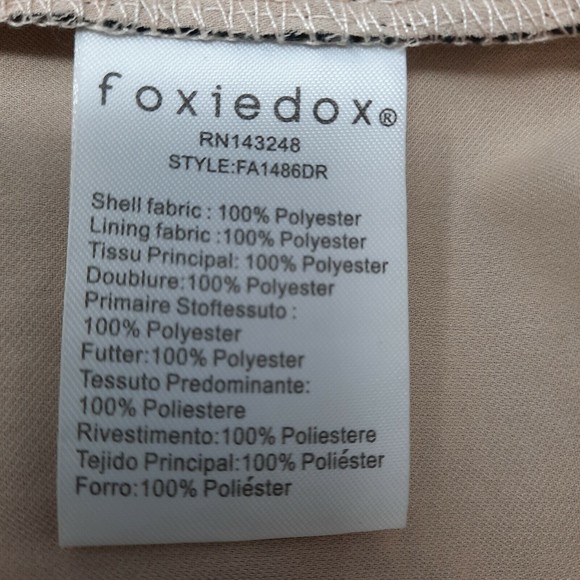 foxiedox®
RN143248
STYLE:FA1486DR
Shell fabric : 100% Polyester
Lining fabric :100% Polyester
Tissu Principal: 100% Polyester
Doublure:100% Polyester
Primaire Stoftessuto :
100% Polyester
Futter:100% Polyester
Tessuto Predominante:
100% Poliestere
Rivestimento:100% Poliestere
Tejido Principal:100% Poliéster
Forro:100% Poliéster